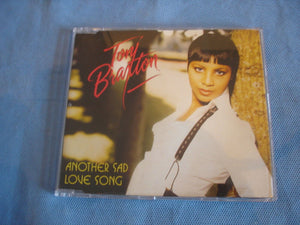 Toni
Braxton
ANOTHER SAD
LOVE SONG